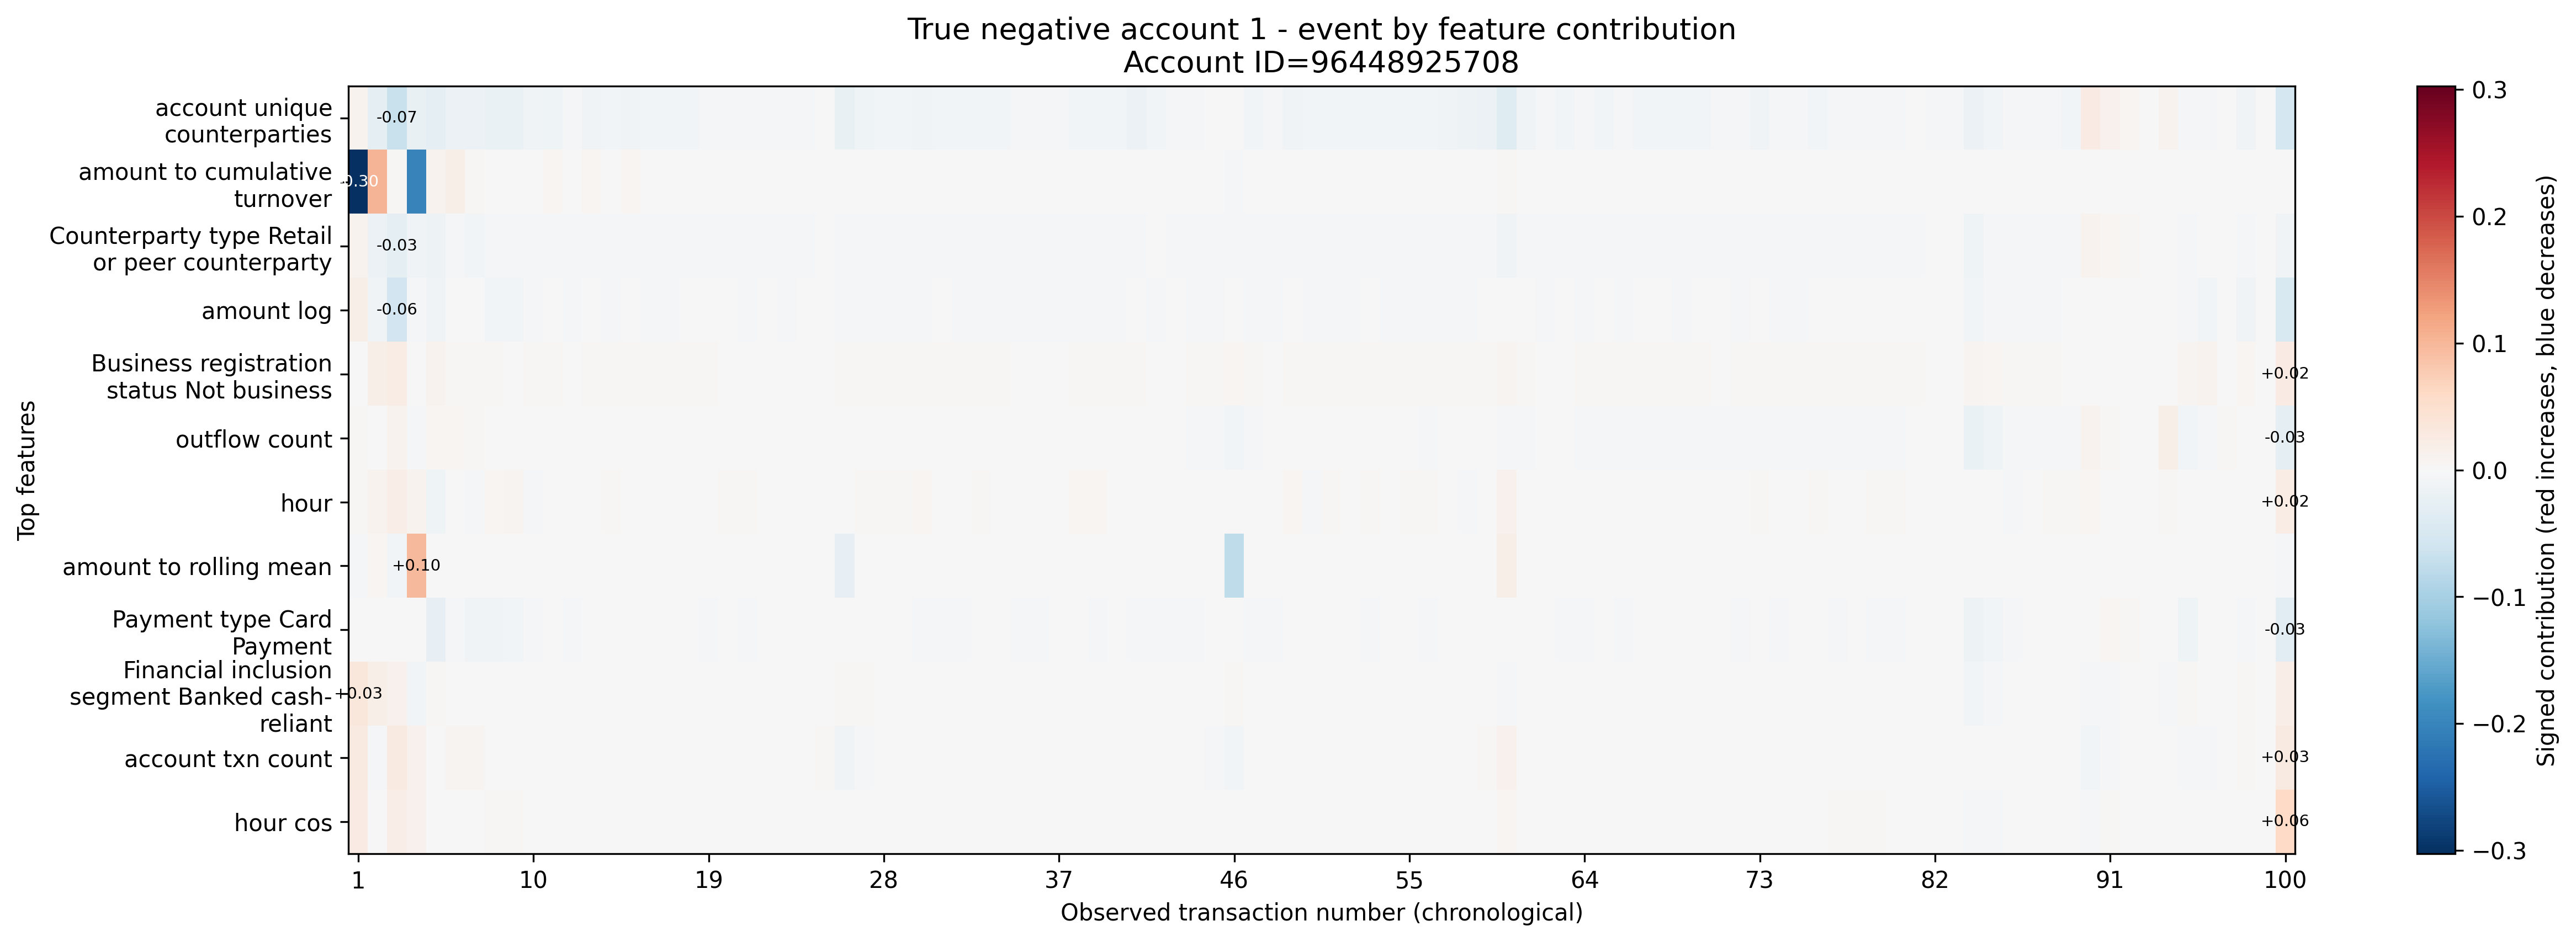 True negative account 1 - event by feature contribution
Account ID=96448925708
Top features
account unique
counterparties
amount to cumulative
turnover
Counterparty type Retail
or peer counterparty
amount log
Business registration
status Not business
outflow count
hour
amount to rolling mean
Payment type Card
Payment
Financial inclusion
segment Banked cash-
reliant
account txn count
hour cos
-0.07
-0.30
-0.03
-0.06
+0.02
-0.03
+0.02
+0.10
-0.03
+0.03
+0.03
+0.06
1 10 19 28 37 46 55 64 73 82 91 100
Observed transaction number (chronological)
0.3
0.2
0.1
0.0
−0.1
−0.2
−0.3
Signed contribution (red increases, blue decreases)